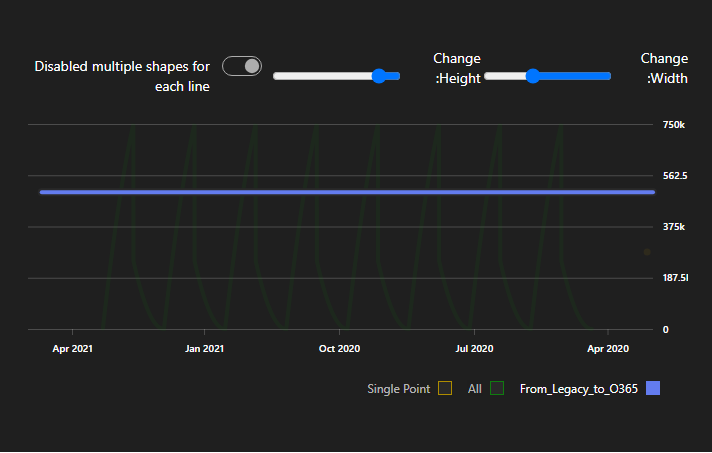 Disabled multiple shapes for
each line
Change
:Height
Change
:Width
750k
562.5
375k
187.5l
0
Apr 2021
Jan 2021
Oct 2020
Jul 2020
Apr 2020
Single Point
All
From_Legacy_to_O365